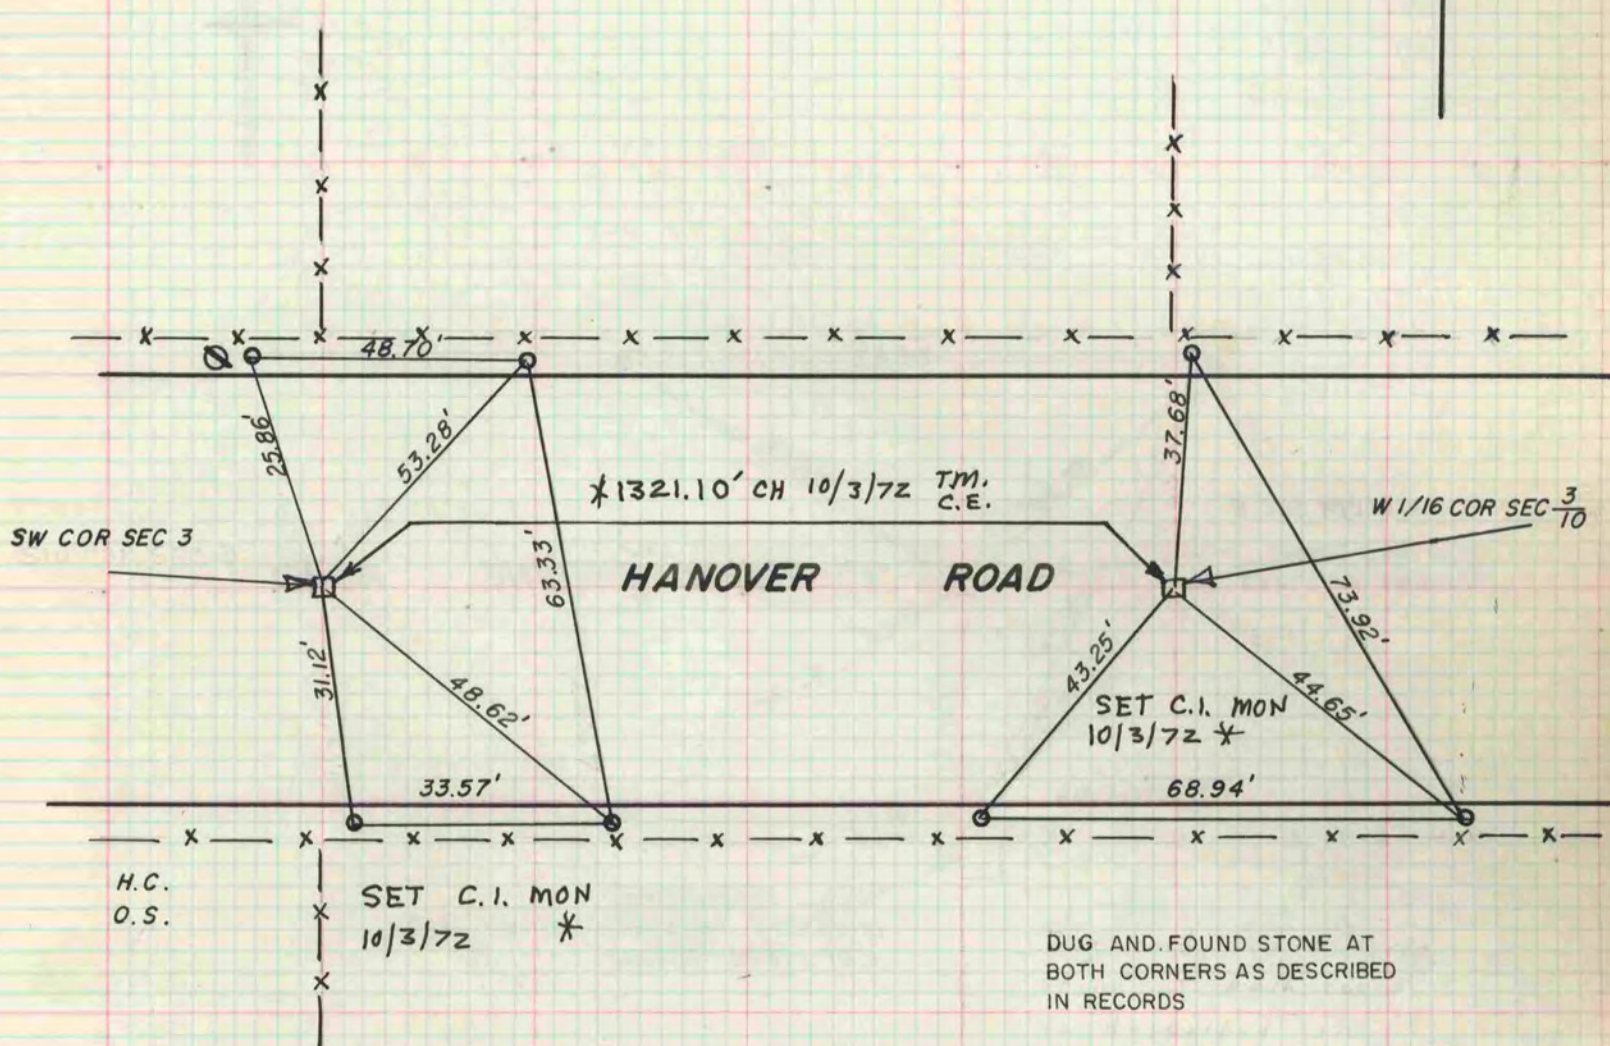 48.70'
25.86'
53.28'
37.68'
*1321.10' CH 10/3/72 T.M.
C.E.
W 1/16 COR SEC 3/10
SW COR SEC 3
63.33'
HANOVER ROAD
73.92'
31.12'
48.62'
43.25'
44.65'
SET C.I. MON
10/3/72 *
33.57'
68.94'
H.C.
O.S.
SET C.I. MON
10/3/72 *
DUG AND FOUND STONE AT
BOTH CORNERS AS DESCRIBED
IN RECORDS